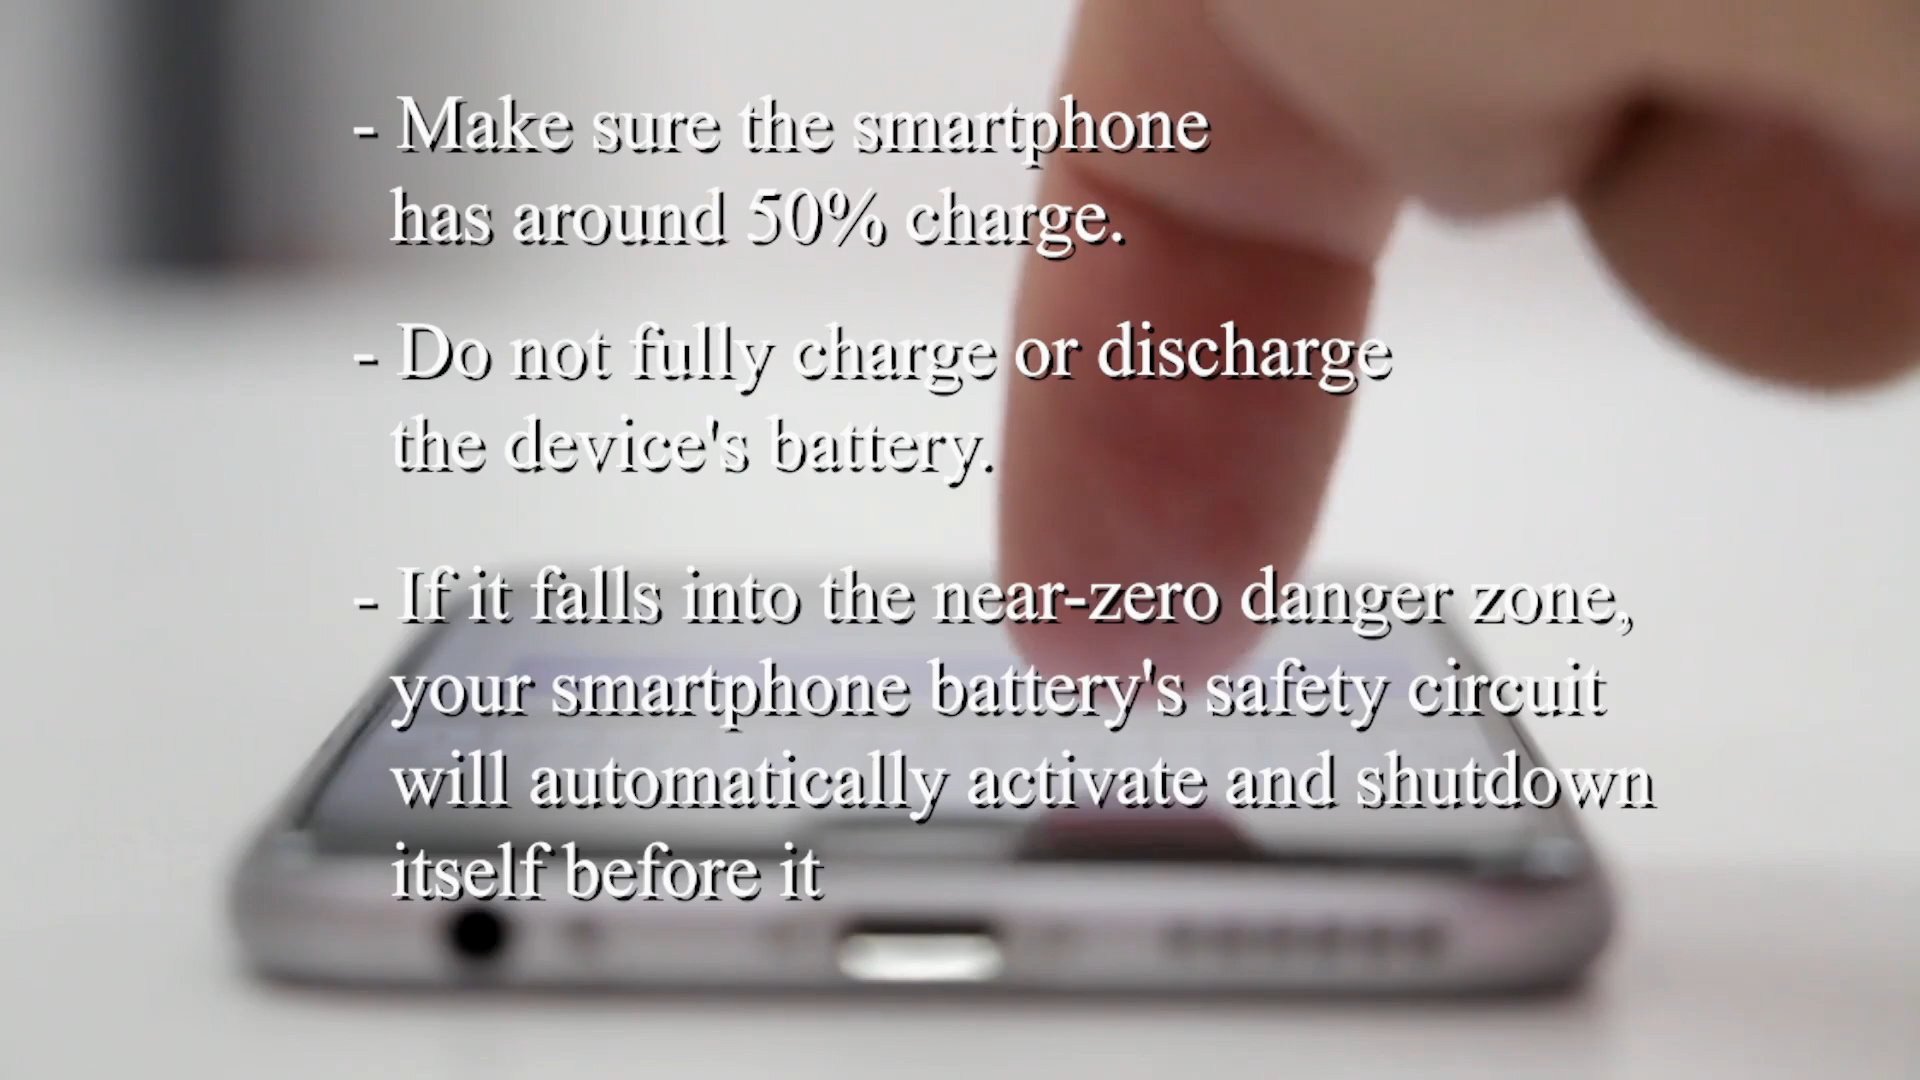 - Make sure the smartphone
has around 50% charge.
- Do not fully charge or discharge
the device's battery.
- If it falls into the near-zero danger zone,
your smartphone battery's safety circuit
will automatically activate and shutdown
itself before it